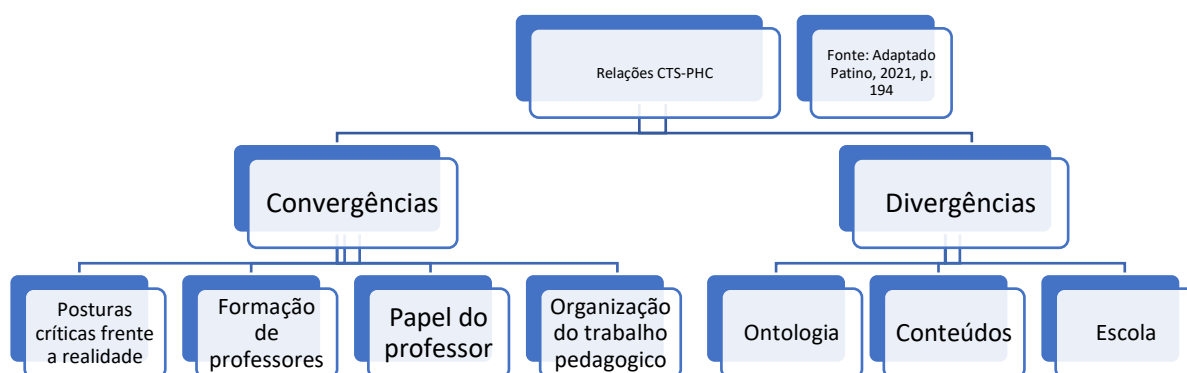 Relações CTS-PHC
Fonte: Adaptado
Patino, 2021, p.
194
Convergências
Divergências
Posturas
críticas frente
a realidade
Formação
de
professores
Papel do
professor
Organização
do trabalho
pedagogico
Ontologia
Conteúdos
Escola